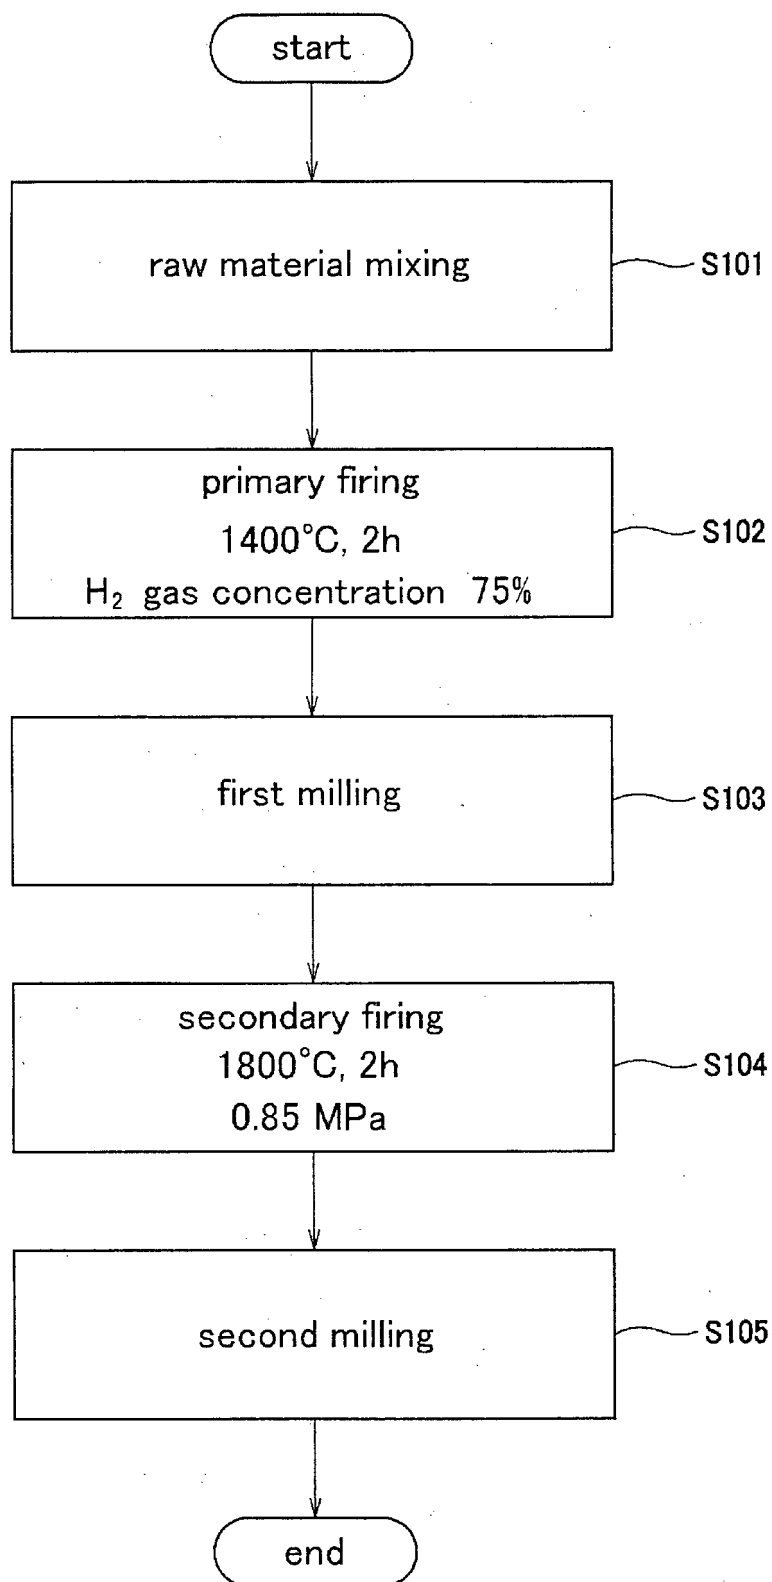 start
raw material mixing
S101
primary firing
1400°C, 2h
H₂ gas concentration 75%
S102
first milling
S103
secondary firing
1800°C, 2h
0.85 MPa
S104
second milling
S105
end